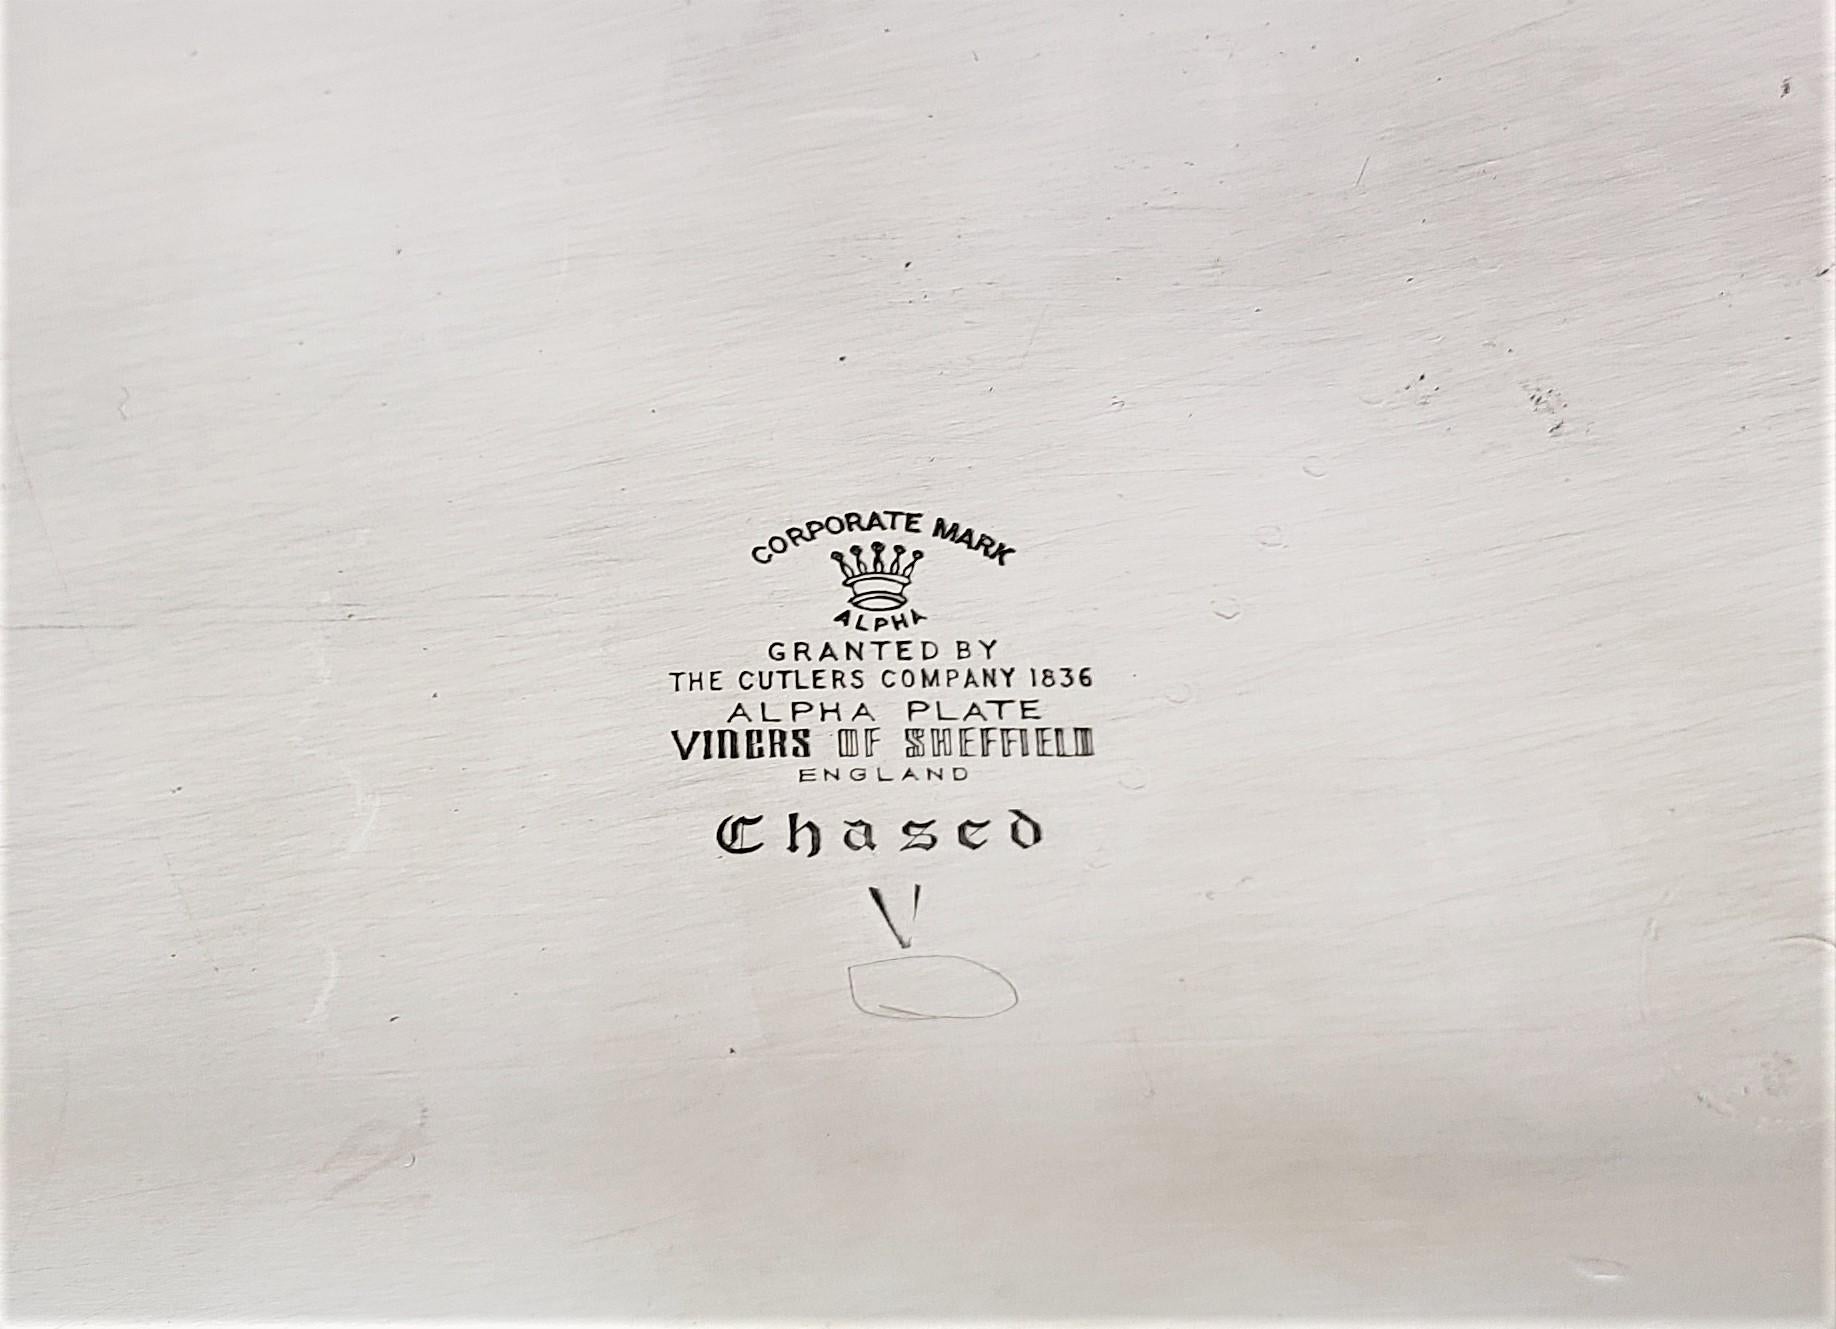 CORPORATE MARK
ALPHA
GRANTED BY
THE CUTLERS COMPANY 1836
ALPHA PLATE
VINERS OF SHEFFIELD
ENGLAND
Chased
V